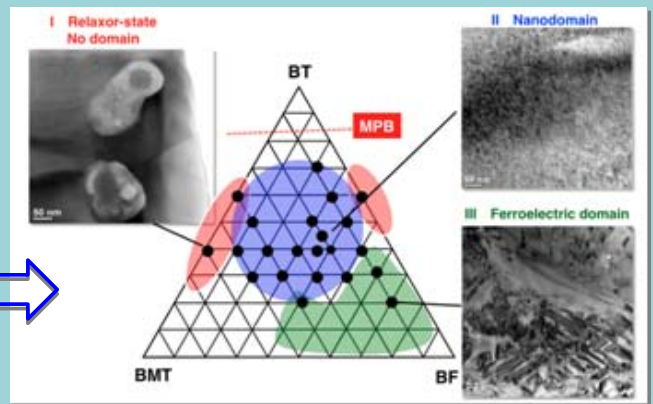 I Relaxor-state
No domain
50 nm
BT
MPB
BMT
BF
II Nanodomain
III Ferroelectric domain